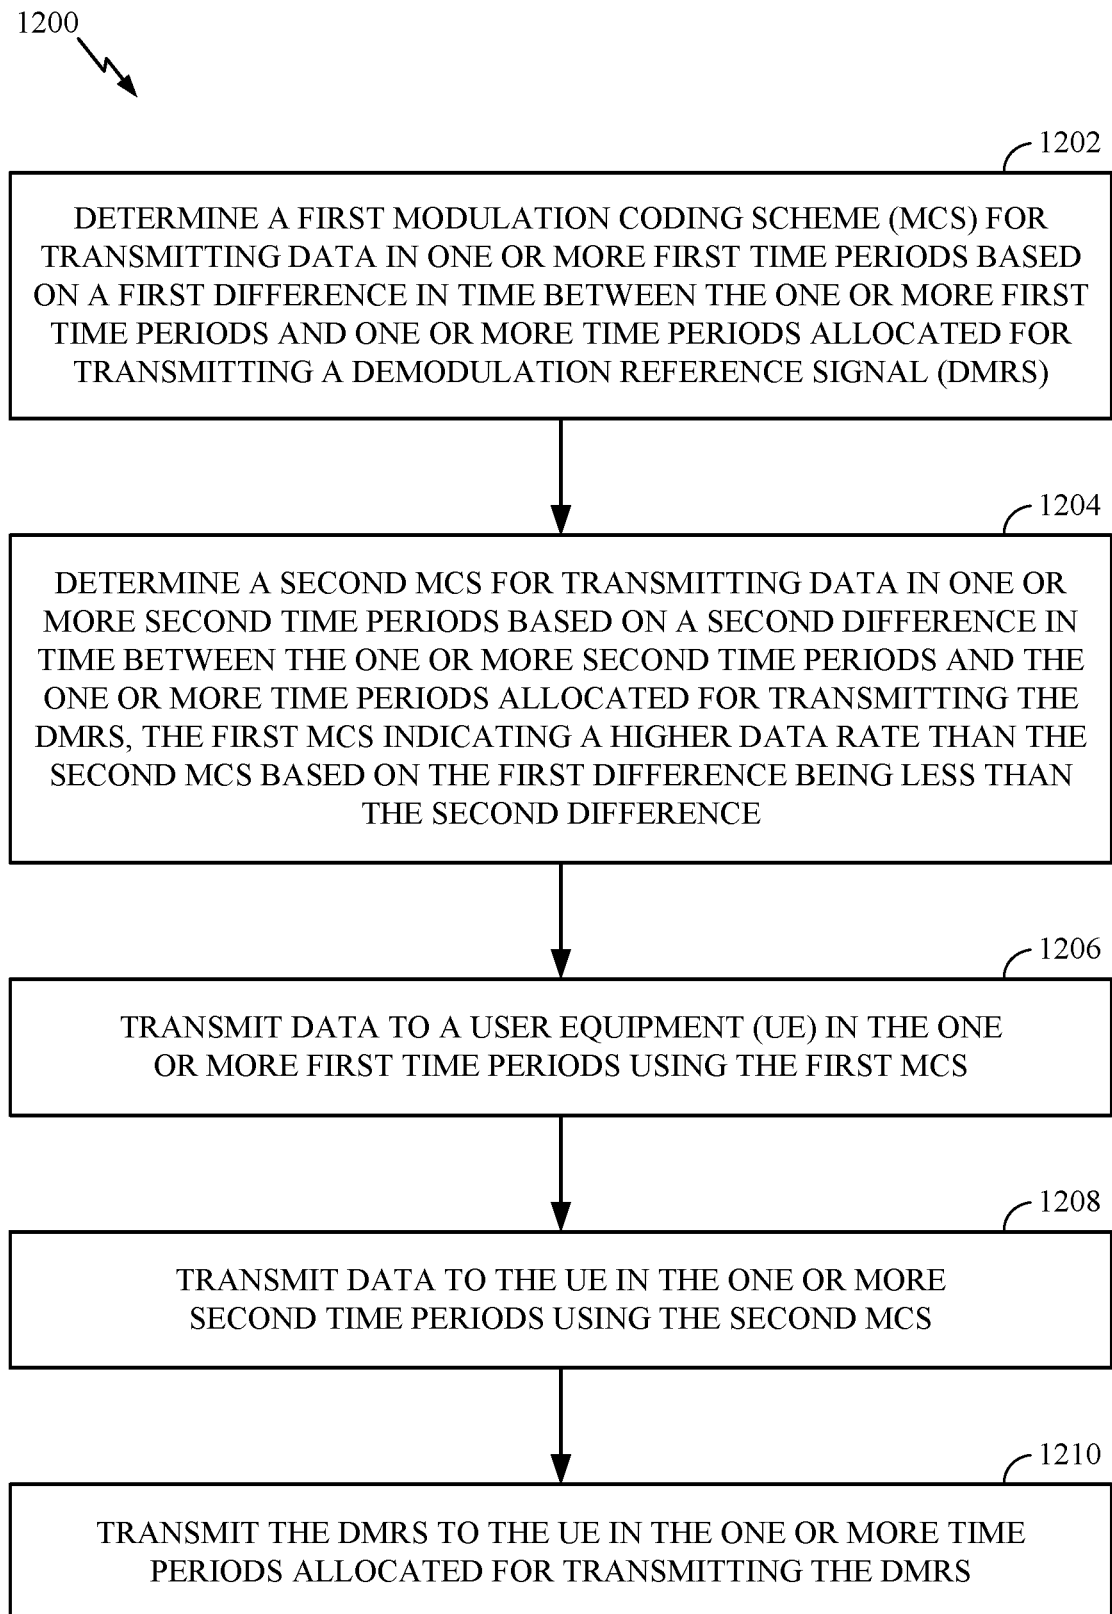 1200
1202
DETERMINE A FIRST MODULATION CODING SCHEME (MCS) FOR
TRANSMITTING DATA IN ONE OR MORE FIRST TIME PERIODS BASED
ON A FIRST DIFFERENCE IN TIME BETWEEN THE ONE OR MORE FIRST
TIME PERIODS AND ONE OR MORE TIME PERIODS ALLOCATED FOR
TRANSMITTING A DEMODULATION REFERENCE SIGNAL (DMRS)
1204
DETERMINE A SECOND MCS FOR TRANSMITTING DATA IN ONE OR
MORE SECOND TIME PERIODS BASED ON A SECOND DIFFERENCE IN
TIME BETWEEN THE ONE OR MORE SECOND TIME PERIODS AND THE
ONE OR MORE TIME PERIODS ALLOCATED FOR TRANSMITTING THE
DMRS, THE FIRST MCS INDICATING A HIGHER DATA RATE THAN THE
SECOND MCS BASED ON THE FIRST DIFFERENCE BEING LESS THAN
THE SECOND DIFFERENCE
1206
TRANSMIT DATA TO A USER EQUIPMENT (UE) IN THE ONE
OR MORE FIRST TIME PERIODS USING THE FIRST MCS
1208
TRANSMIT DATA TO THE UE IN THE ONE OR MORE
SECOND TIME PERIODS USING THE SECOND MCS
1210
TRANSMIT THE DMRS TO THE UE IN THE ONE OR MORE TIME
PERIODS ALLOCATED FOR TRANSMITTING THE DMRS